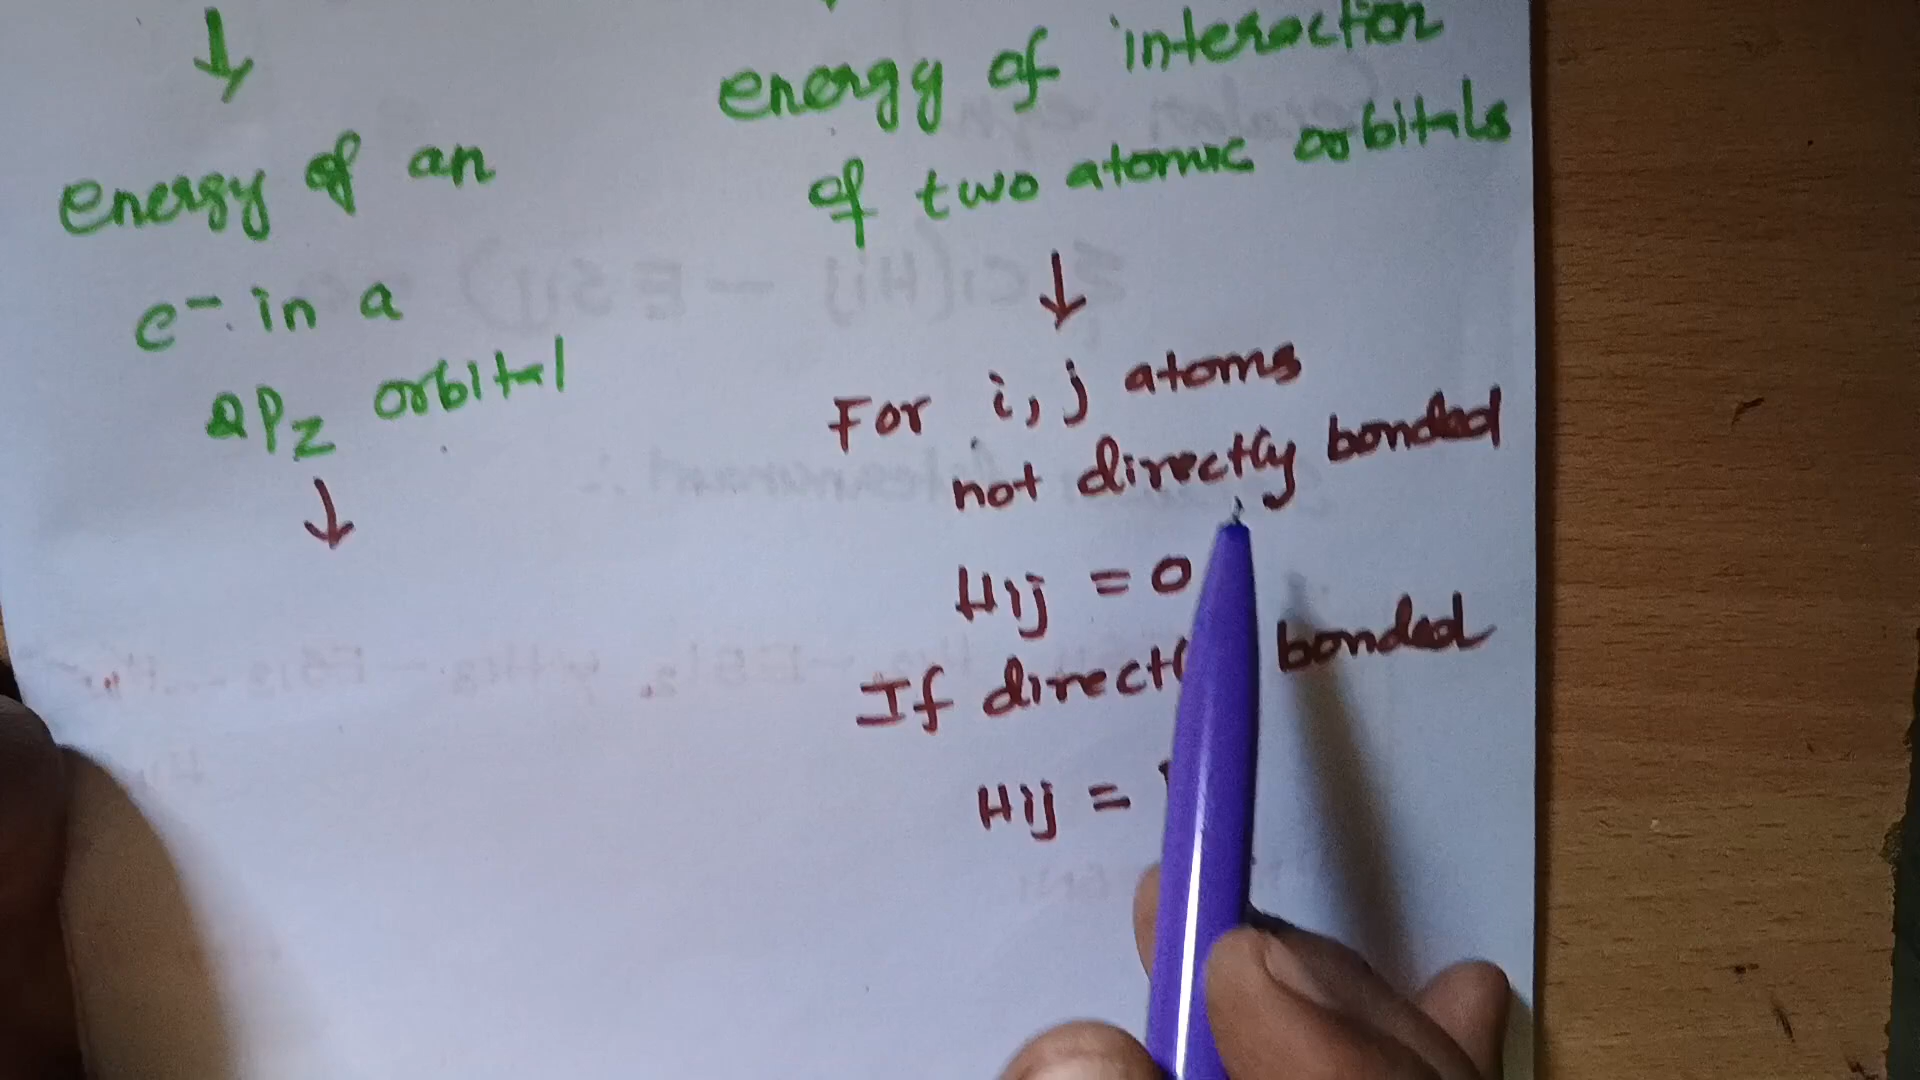 energy of an
e⁻ in a
2Pz orbital
energy of interaction
of two atomic orbitals
For i, j atoms
not directly bonded
Hij = 0
If directly bonded
Hij =